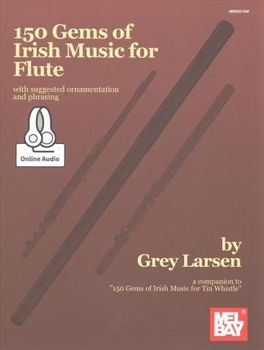 150 Gems of
Irish Music for
Flute
with suggested ornamentation
and phrasing
Online Audio
by
Grey Larsen
a companion to
"150 Gems of Irish Music for Tin Whistle"
MEL
BAY